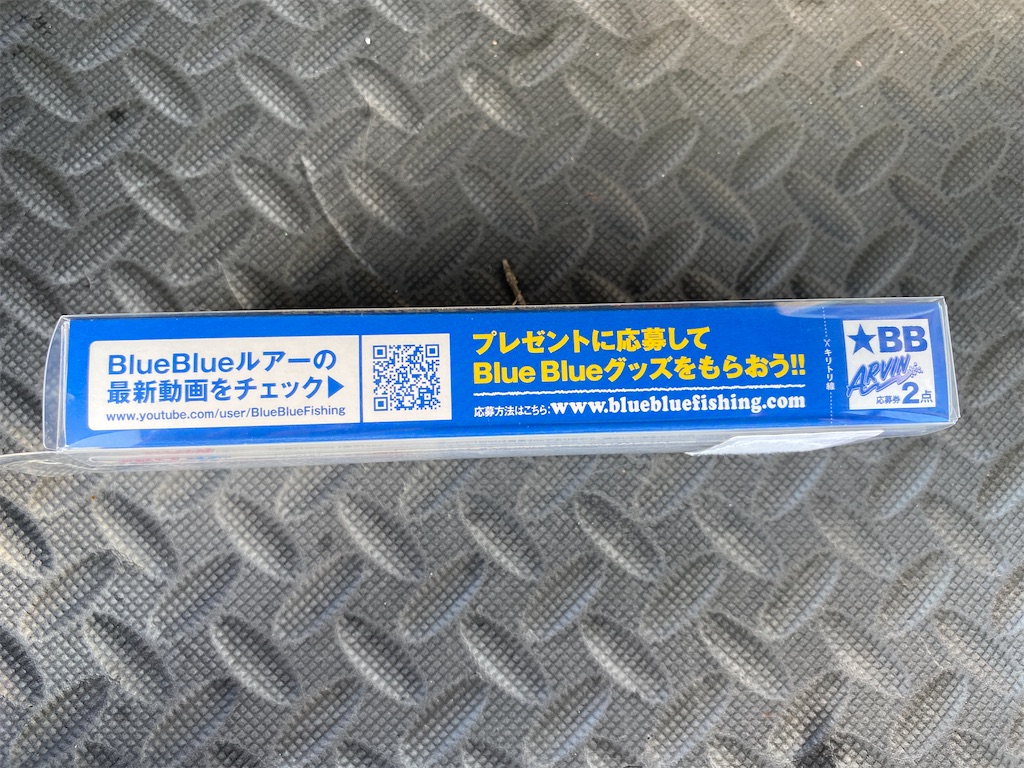 BlueBlueルアーの
最新動画をチェック▶
www.youtube.com/user/BlueBlueFishing
プレゼントに応募して
Blue Blueグッズをもらおう!!
応募方法はこちら:www.bluebluefishing.com
キリトリ線
★BB
ARVIN
応募券2点